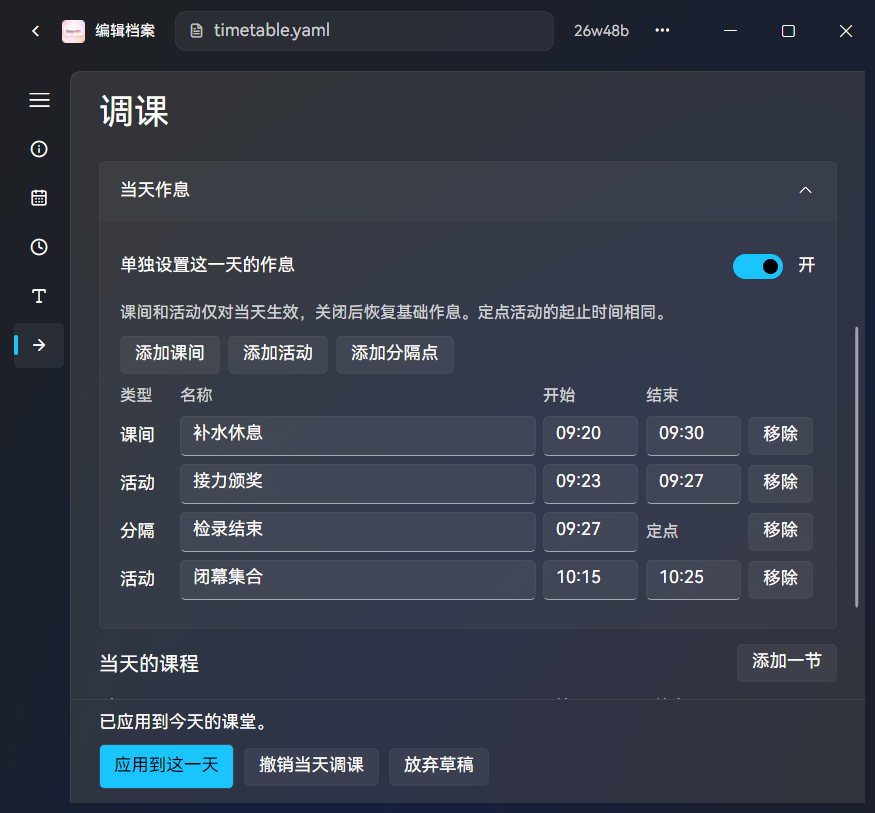 编辑档案 timetable.yaml 26w48b
调课
当天作息
单独设置这一天的作息 开
课间和活动仅对当天生效，关闭后恢复基础作息。定点活动的起止时间相同。
添加课间 添加活动 添加分隔点
类型 名称 开始 结束
课间 补水休息 09:20 09:30 移除
活动 接力颁奖 09:23 09:27 移除
分隔 检录结束 09:27 定点 移除
活动 闭幕集合 10:15 10:25 移除
当天的课程 添加一节
已应用到今天的课堂。
应用到这一天 撤销当天调课 放弃草稿